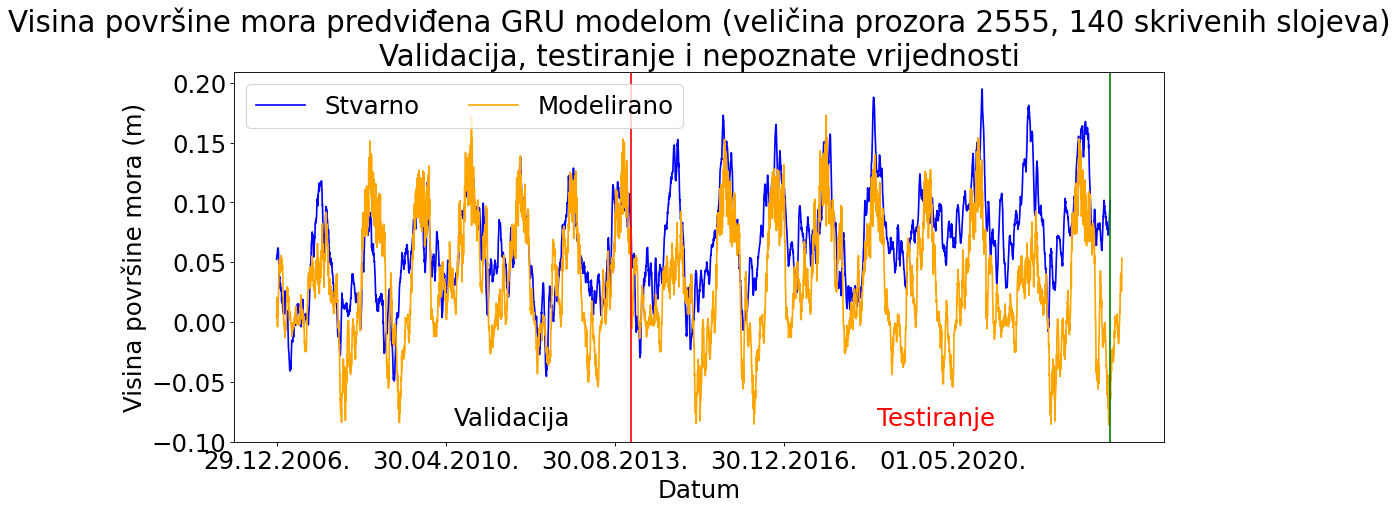 Visina površine mora predviđena GRU modelom (veličina prozora 2555, 140 skrivenih slojeva)
Validacija, testiranje i nepoznate vrijednosti
Stvarno
Modelirano
Visina površine mora (m)
0.20
0.15
0.10
0.05
0.00
−0.05
−0.10
Validacija
Testiranje
29.12.2006.
30.04.2010.
30.08.2013.
30.12.2016.
01.05.2020.
Datum